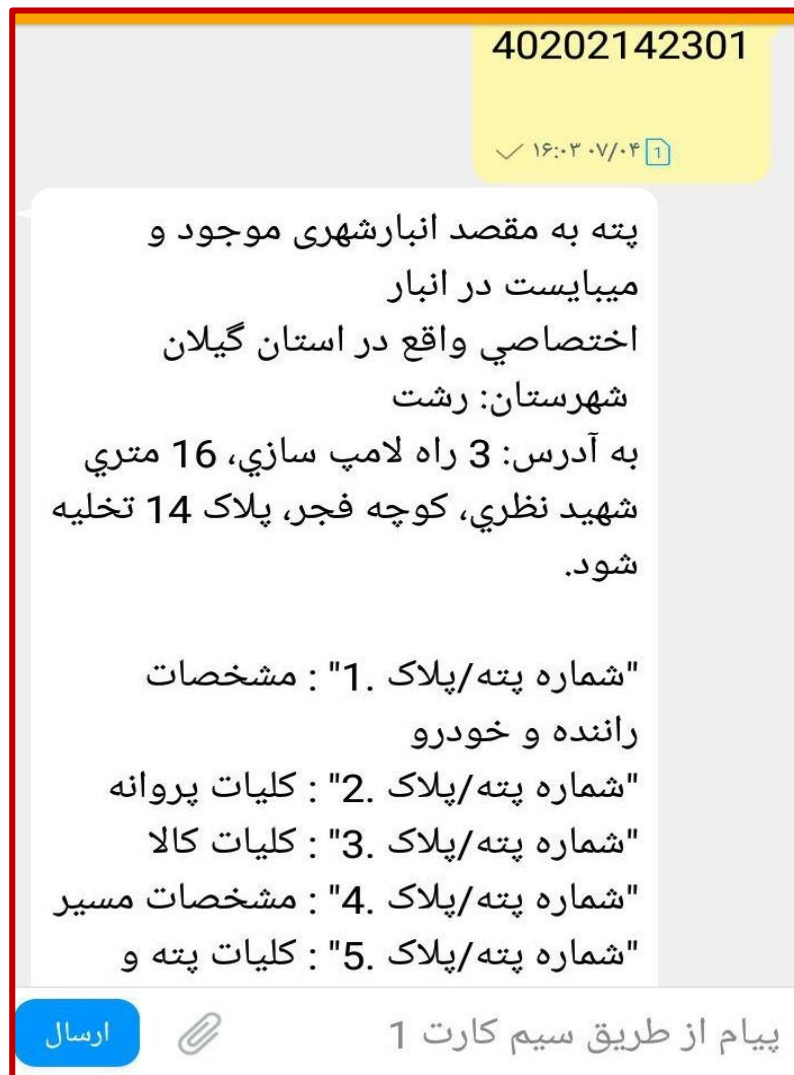 40202142301
۱۶:۰۳ ۰۷/۰۴
1
پته به مقصد انبارشهری موجود و
میبایست در انبار
اختصاصي واقع در استان گیلان
شهرستان: رشت
به آدرس: 3 راه لامپ سازي، 16 متري
شهید نظري، کوچه فجر، پلاک 14 تخلیه
شود.
"شماره پته/پلاک .1" : مشخصات
راننده و خودرو
"شماره پته/پلاک .2" : کلیات پروانه
"شماره پته/پلاک .3" : کلیات کالا
"شماره پته/پلاک .4" : مشخصات مسیر
"شماره پته/پلاک .5" : کلیات پته و
پیام از طریق سیم کارت 1
ارسال